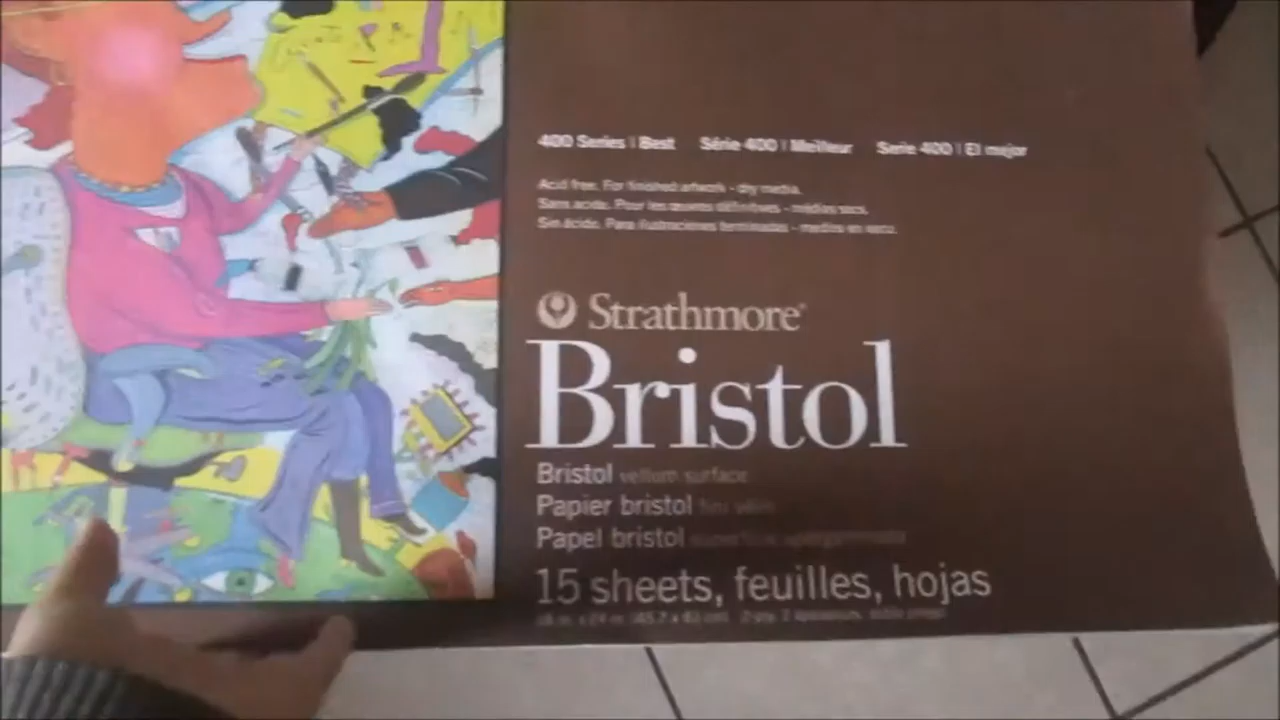 400 Series | Best Série 400 | Meilleur Serie 400 | El mejor
Acid free. For finished artwork - dry media.
Sans acide. Pour les œuvres définitives - médias secs.
Sin ácido. Para ilustraciones terminadas - medios en seco.
Strathmore®
Bristol
Bristol vellum surface
Papier bristol fini vélin
Papel bristol
15 sheets, feuilles, hojas